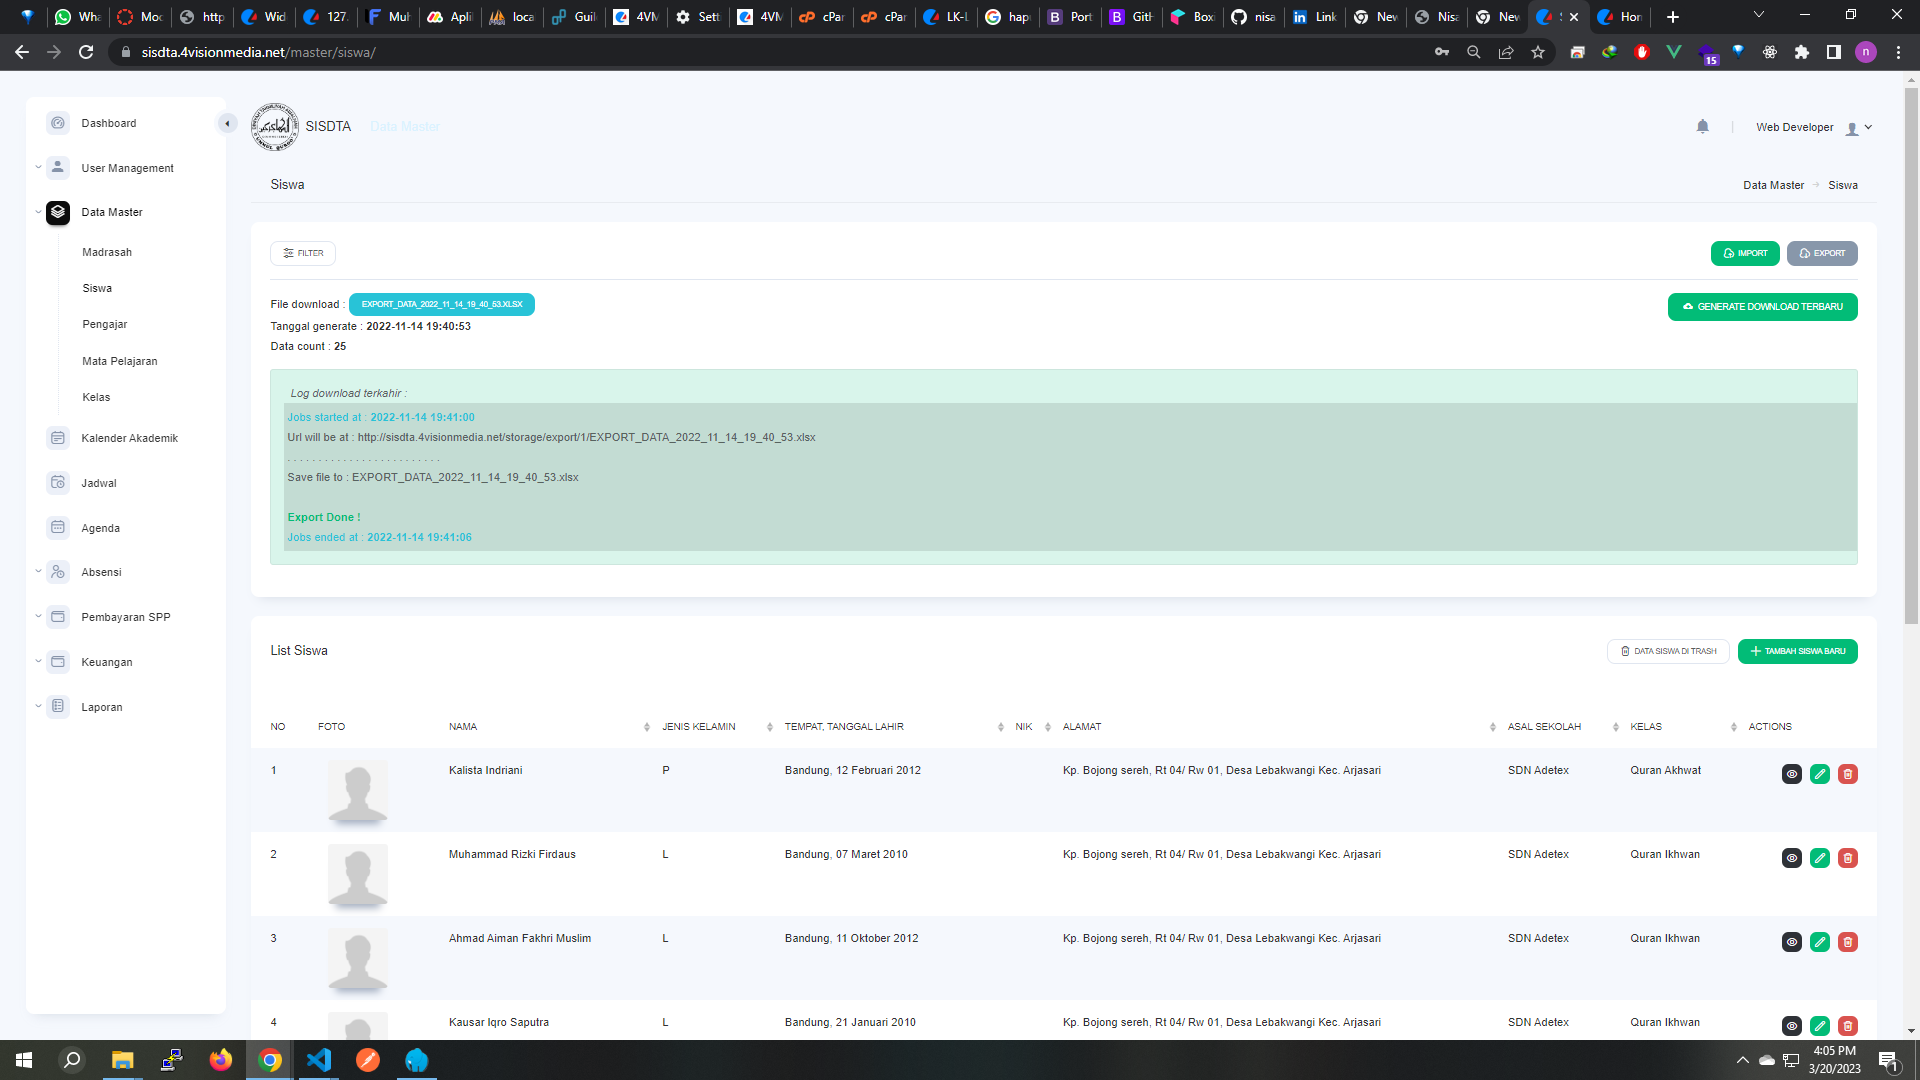 Wha
Moc
http
Wid
127.
Muh
Apli
loca
Guil
4VM
Sett
4VM
cPar
cPar
LK-L
hapu
Port
GitH
Boxi
nisa
Link
Nev
Nisa
Nev
Hor
sisdta.4visionmedia.net/master/siswa/
15
n
Dashboard
User Management
Data Master
Madrasah
Siswa
Pengajar
Mata Pelajaran
Kelas
Kalender Akademik
Jadwal
Agenda
Absensi
Pembayaran SPP
Keuangan
Laporan
SISDTA Data Master
Web Developer
Siswa
Data Master Siswa
FILTER
IMPORT
EXPORT
File download : EXPORT_DATA_2022_11_14_19_40_53.XLSX
GENERATE DOWNLOAD TERBARU
Tanggal generate : 2022-11-14 19:40:53
Data count : 25
Log download terkahir :
Jobs started at : 2022-11-14 19:41:00
Url will be at : http://sisdta.4visionmedia.net/storage/export/1/EXPORT_DATA_2022_11_14_19_40_53.xlsx
. . . . . . . . . . . . . . . . . . . . . . . . .
Save file to : EXPORT_DATA_2022_11_14_19_40_53.xlsx
Export Done !
Jobs ended at : 2022-11-14 19:41:06
List Siswa
DATA SISWA DI TRASH
TAMBAH SISWA BARU
NO FOTO NAMA JENIS KELAMIN TEMPAT, TANGGAL LAHIR NIK ALAMAT ASAL SEKOLAH KELAS ACTIONS
1 Kalista Indriani P Bandung, 12 Februari 2012 Kp. Bojong sereh, Rt 04/ Rw 01, Desa Lebakwangi Kec. Arjasari SDN Adetex Quran Akhwat
2 Muhammad Rizki Firdaus L Bandung, 07 Maret 2010 Kp. Bojong sereh, Rt 04/ Rw 01, Desa Lebakwangi Kec. Arjasari SDN Adetex Quran Ikhwan
3 Ahmad Aiman Fakhri Muslim L Bandung, 11 Oktober 2012 Kp. Bojong sereh, Rt 04/ Rw 01, Desa Lebakwangi Kec. Arjasari SDN Adetex Quran Ikhwan
4 Kausar Iqro Saputra L Bandung, 21 Januari 2010 Kp. Bojong sereh, Rt 04/ Rw 01, Desa Lebakwangi Kec. Arjasari SDN Adetex Quran Ikhwan
4:05 PM
3/20/2023
1